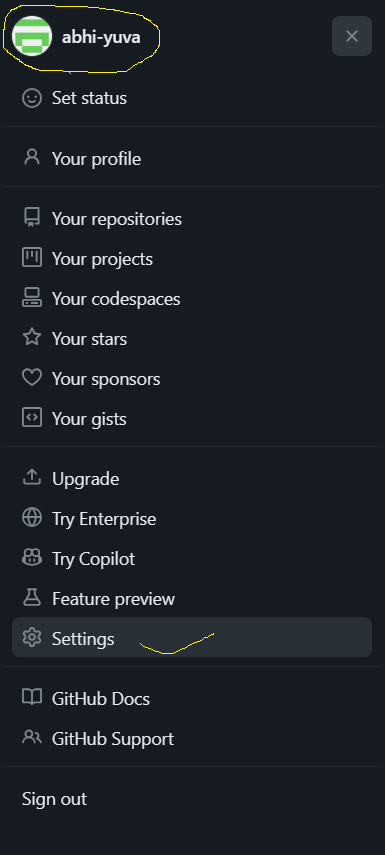 abhi-yuva
Set status
Your profile
Your repositories
Your projects
Your codespaces
Your stars
Your sponsors
Your gists
Upgrade
Try Enterprise
Try Copilot
Feature preview
Settings
GitHub Docs
GitHub Support
Sign out